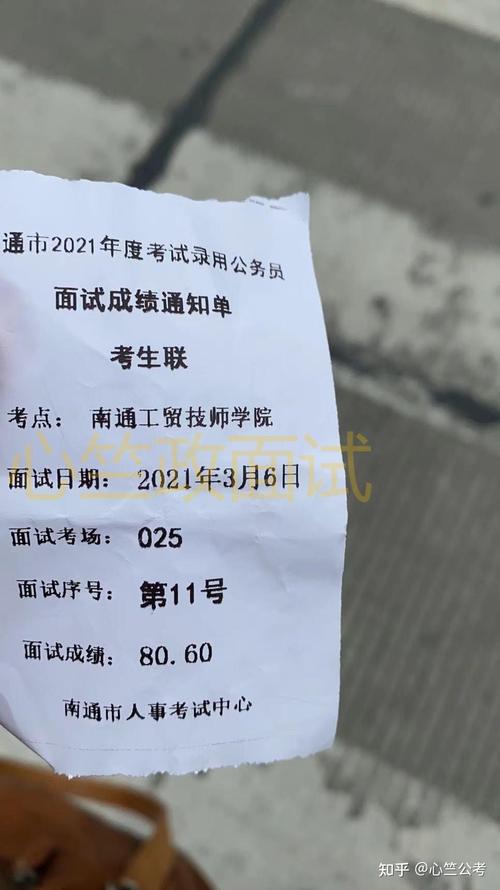 通市2021年度考试录用公务员
面试成绩通知单
考生联
考点： 南通工贸技师学院
面试日期： 2021年3月6日
心竺政面试
面试考场： 025
面试序号： 第11号
面试成绩： 80.60
南通市人事考试中心
知乎 @心竺公考